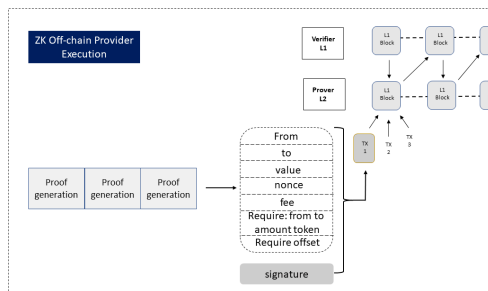 ZK Off-chain Provider
Execution
Verifier
L1
L1
Block
L1
Block
Prover
L2
L1
Block
L1
Block
TX
1
TX
2
TX
3
From
to
value
nonce
fee
Require: from to
amount token
Require offset
signature
Proof
generation
Proof
generation
Proof
generation